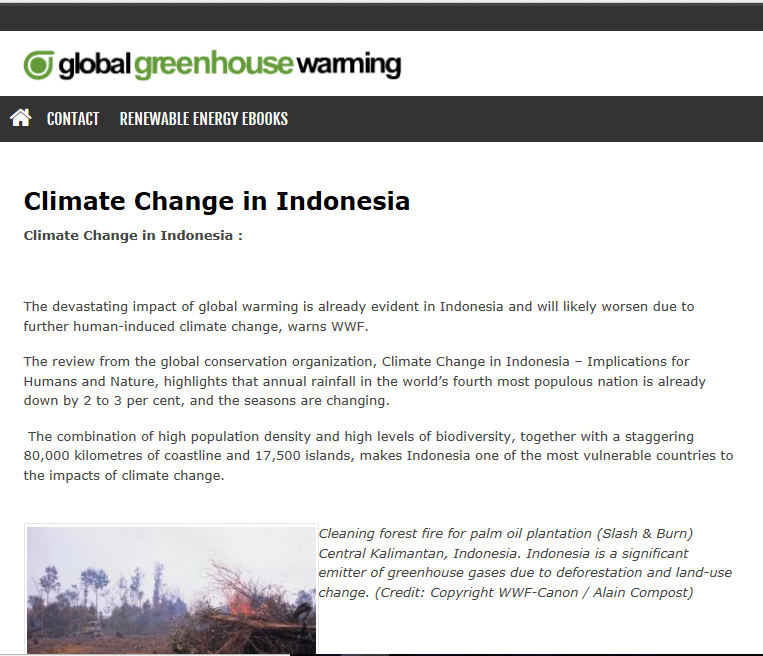 global greenhouse warming
CONTACT RENEWABLE ENERGY EBOOKS
Climate Change in Indonesia
Climate Change in Indonesia :
The devastating impact of global warming is already evident in Indonesia and will likely worsen due to
further human-induced climate change, warns WWF.
The review from the global conservation organization, Climate Change in Indonesia – Implications for
Humans and Nature, highlights that annual rainfall in the world’s fourth most populous nation is already
down by 2 to 3 per cent, and the seasons are changing.
The combination of high population density and high levels of biodiversity, together with a staggering
80,000 kilometres of coastline and 17,500 islands, makes Indonesia one of the most vulnerable countries to
the impacts of climate change.
Cleaning forest fire for palm oil plantation (Slash & Burn)
Central Kalimantan, Indonesia. Indonesia is a significant
emitter of greenhouse gases due to deforestation and land-use
change. (Credit: Copyright WWF-Canon / Alain Compost)